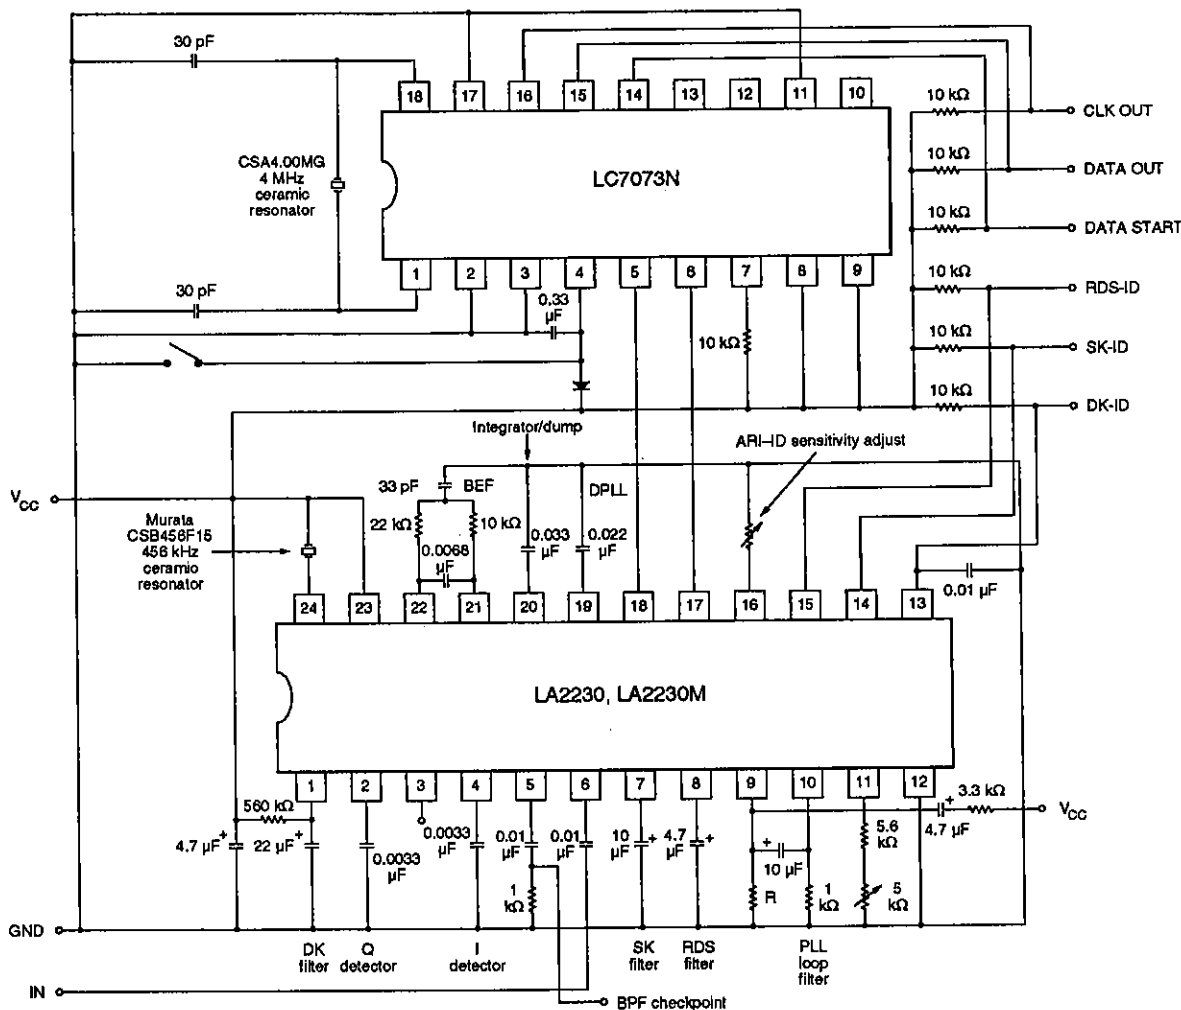 30 pF
18
17
16
15
14
13
12
11
10
10 kΩ
CLK OUT
CSA4.00MG
4 MHz
ceramic
resonator
LC7073N
10 kΩ
DATA OUT
10 kΩ
DATA START
1
2
3
4
5
6
7
8
9
30 pF
0.33
µF
10 kΩ
RDS-ID
10 kΩ
10 kΩ
SK-ID
10 kΩ
DK-ID
Integrator/dump
ARI–ID sensitivity adjust
33 pF
BEF
DPLL
VCC
Murata
CSB456F15
456 kHz
ceramic
resonator
22 kΩ
10 kΩ
0.0068
µF
0.033
µF
0.022
µF
0.01 µF
24
23
22
21
20
19
18
17
16
15
14
13
LA2230, LA2230M
1
2
3
4
5
6
7
8
9
10
11
12
560 kΩ
4.7 µF
+
22 µF
+
0.0033
µF
0.0033
µF
0.01
µF
0.01
µF
10
µF
+
4.7
µF
+
+
10 µF
5.6
kΩ
+
4.7 µF
3.3 kΩ
VCC
1
kΩ
R
1
kΩ
5
kΩ
GND
DK
filter
Q
detector
I
detector
SK
filter
RDS
filter
PLL
loop
filter
IN
BPF checkpoint